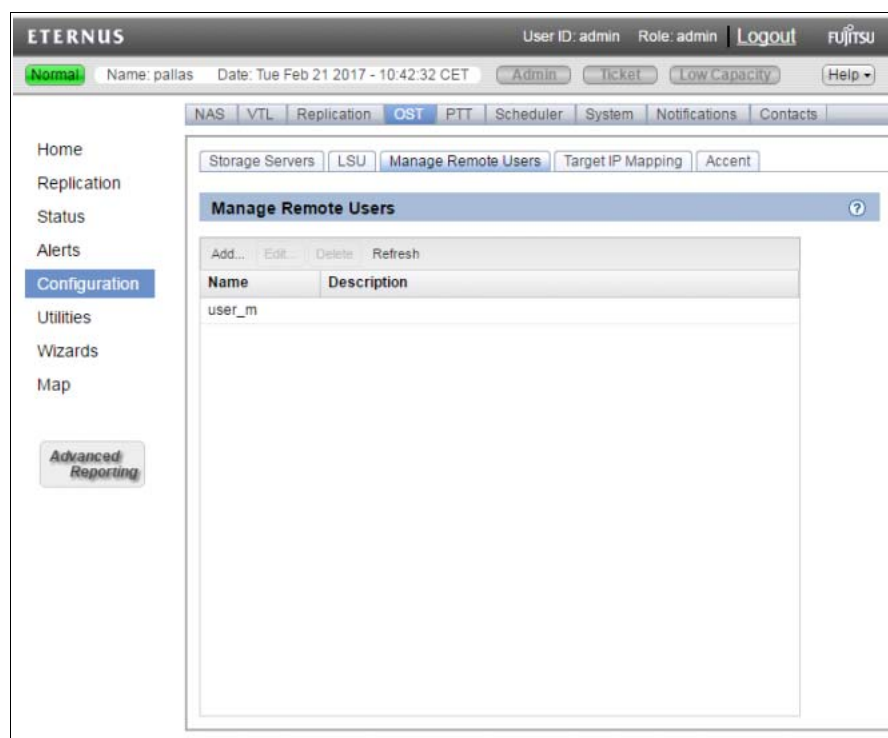 ETERNUS User ID: admin Role: admin Logout FUJITSU
Normal Name: pallas Date: Tue Feb 21 2017 - 10:42:32 CET Admin Ticket Low Capacity Help
NAS VTL Replication OST PTT Scheduler System Notifications Contacts
Home
Replication
Status
Alerts
Configuration
Utilities
Wizards
Map
Advanced
Reporting
Storage Servers LSU Manage Remote Users Target IP Mapping Accent
Manage Remote Users ?
Add... Edit... Delete Refresh
Name Description
user_m